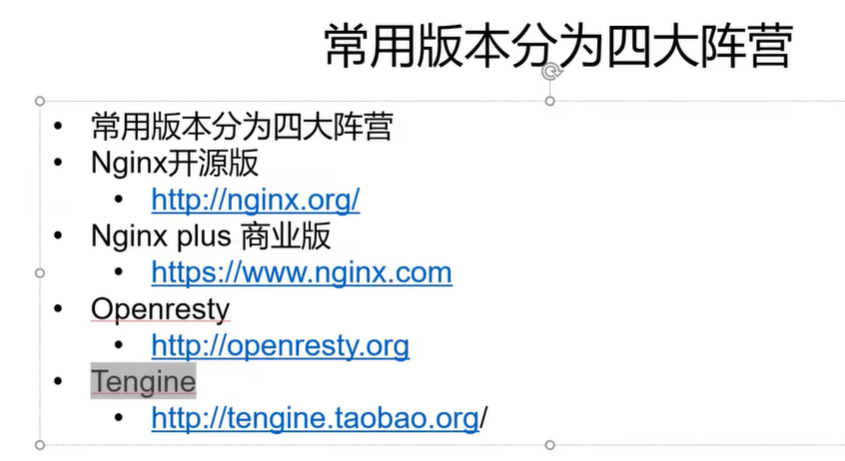 常用版本分为四大阵营
• 常用版本分为四大阵营
• Nginx开源版
• http://nginx.org/
• Nginx plus 商业版
• https://www.nginx.com
• Openresty
• http://openresty.org
• Tengine
• http://tengine.taobao.org/